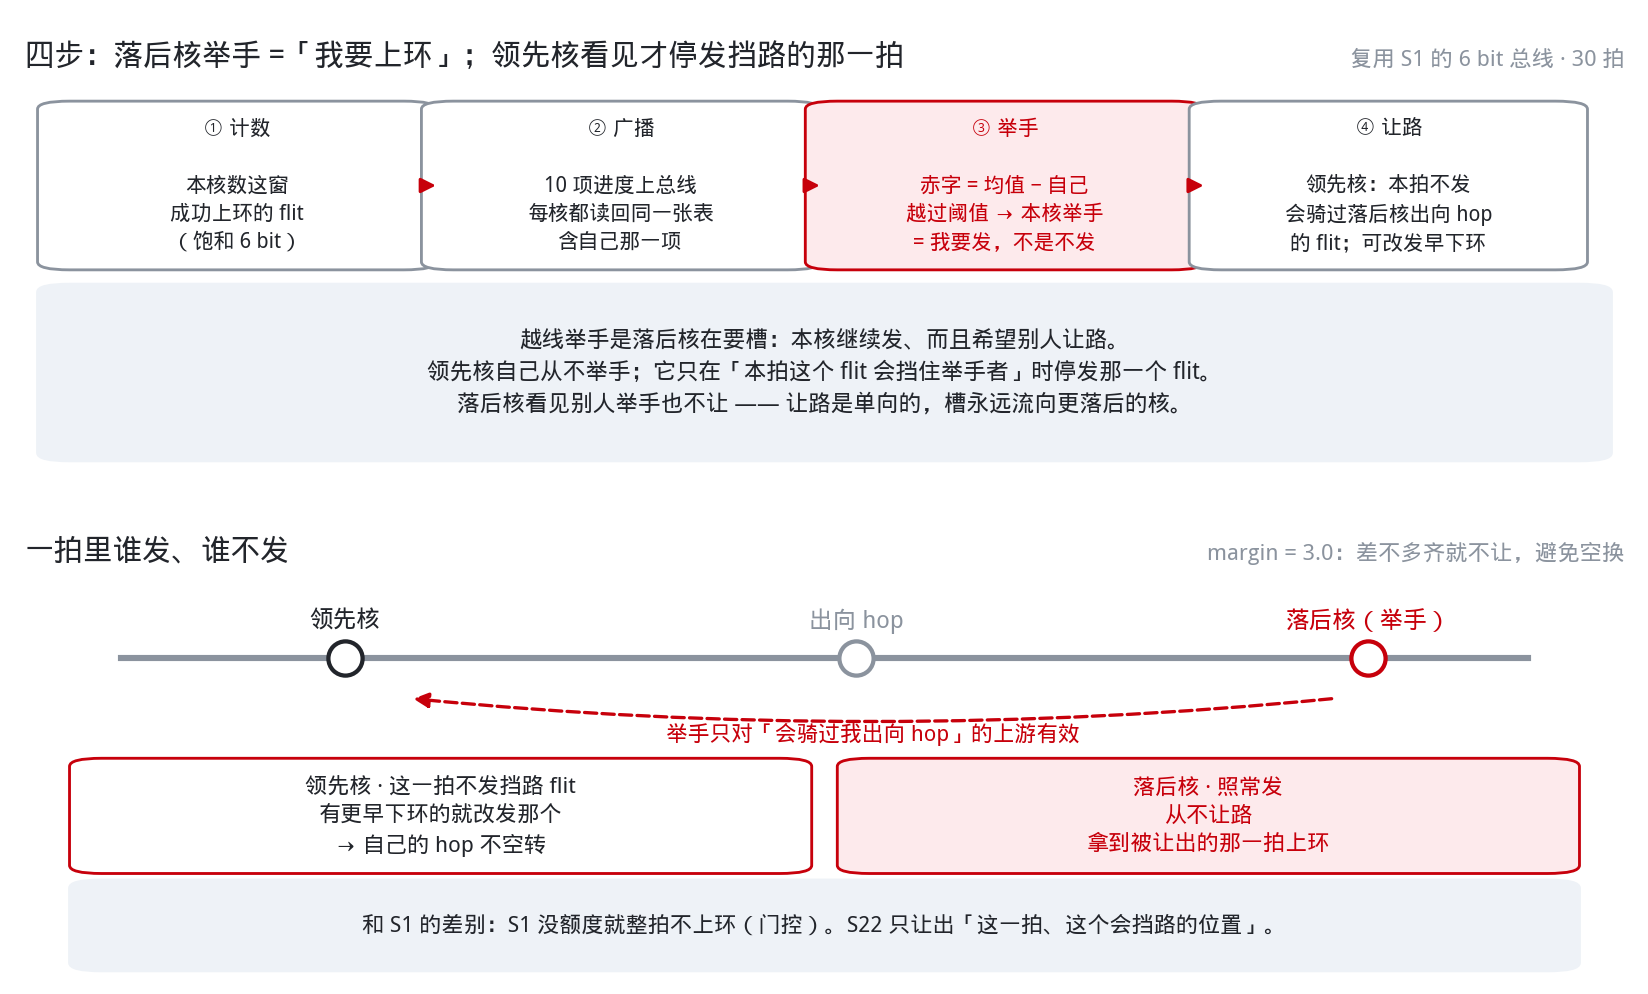 四步：落后核举手 =「我要上环」；领先核看见才停发挡路的那一拍
复用 S1 的 6 bit 总线 · 30 拍
① 计数
本核数这窗
成功上环的 flit
（饱和 6 bit）
② 广播
10 项进度上总线
每核都读回同一张表
含自己那一项
③ 举手
赤字 = 均值 − 自己
越过阈值 → 本核举手
= 我要发，不是不发
④ 让路
领先核：本拍不发
会骑过落后核出向 hop
的 flit；可改发早下环
越线举手是落后核在要槽：本核继续发、而且希望别人让路。
领先核自己从不举手；它只在「本拍这个 flit 会挡住举手者」时停发那一个 flit。
落后核看见别人举手也不让 —— 让路是单向的，槽永远流向更落后的核。
一拍里谁发、谁不发
margin = 3.0：差不多齐就不让，避免空换
领先核
出向 hop
落后核（举手）
举手只对「会骑过我出向 hop」的上游有效
领先核 · 这一拍不发挡路 flit
有更早下环的就改发那个
→ 自己的 hop 不空转
落后核 · 照常发
从不让路
拿到被让出的那一拍上环
和 S1 的差别：S1 没额度就整拍不上环（门控）。S22 只让出「这一拍、这个会挡路的位置」。